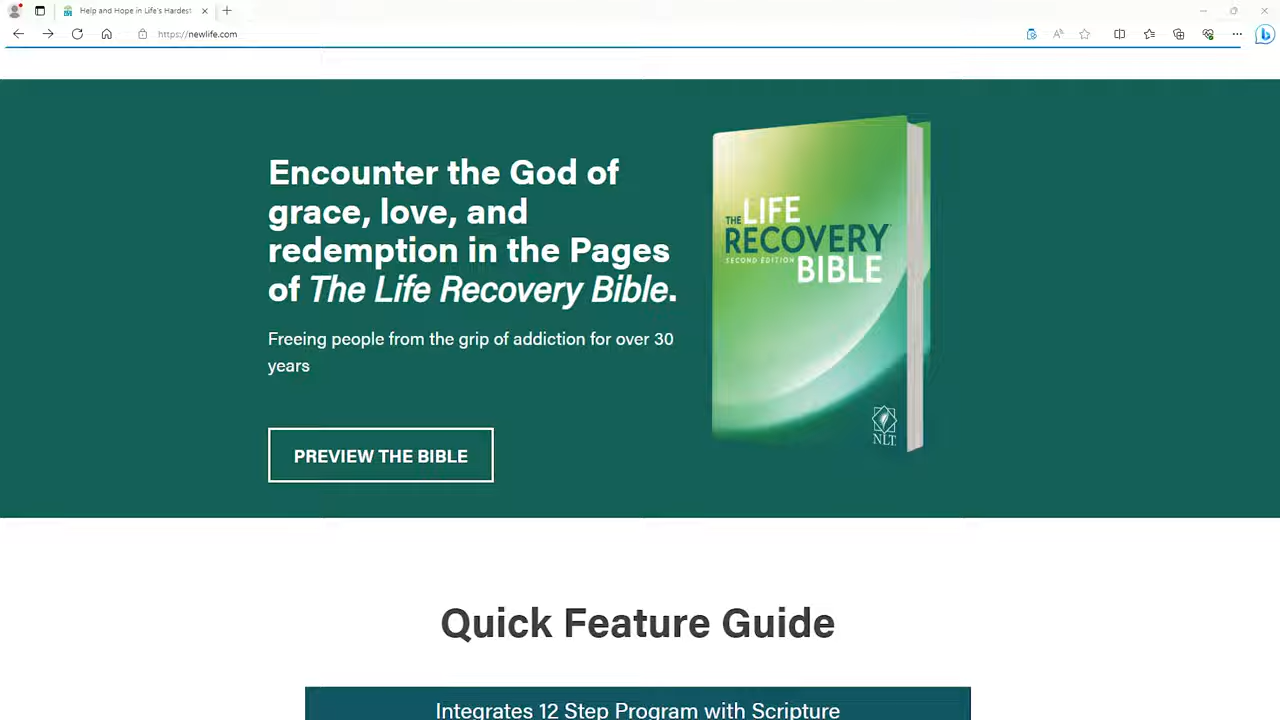 Help and Hope in Life's Hardest
https://newlife.com
Encounter the God of
grace, love, and
redemption in the Pages
of The Life Recovery Bible.
Freeing people from the grip of addiction for over 30
years
PREVIEW THE BIBLE
THE LIFE
RECOVERY
SECOND EDITION BIBLE
NLT
Quick Feature Guide
Integrates 12 Step Program with Scripture